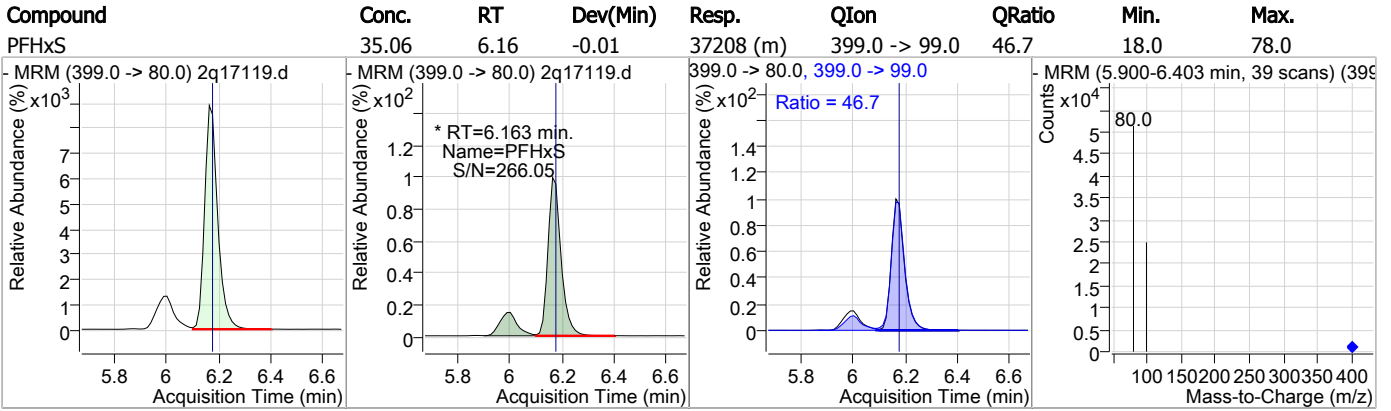 Compound Conc. RT Dev(Min) Resp. QIon QRatio Min. Max.
PFHxS 35.06 6.16 -0.01 37208 (m) 399.0 -> 99.0 46.7 18.0 78.0
- MRM (399.0 -> 80.0) 2q17119.d
Relative Abundance (%)
x10³
7
6
5
4
3
2
1
0
5.8 6 6.2 6.4 6.6
Acquisition Time (min)
- MRM (399.0 -> 80.0) 2q17119.d
Relative Abundance (%)
x10²
* RT=6.163 min.
Name=PFHxS
S/N=266.05
1.2
1
0.8
0.6
0.4
0.2
0
5.8 6 6.2 6.4 6.6
Acquisition Time (min)
399.0 -> 80.0, 399.0 -> 99.0
Relative Abundance (%)
x10²
Ratio = 46.7
1.4
1.2
1
0.8
0.6
0.4
0.2
0
5.8 6 6.2 6.4 6.6
Acquisition Time (min)
- MRM (5.900-6.403 min, 39 scans) (399
Counts
x10⁴
80.0
5
4.5
4
3.5
3
2.5
2
1.5
1
0.5
0
100 150 200 250 300 350 400
Mass-to-Charge (m/z)